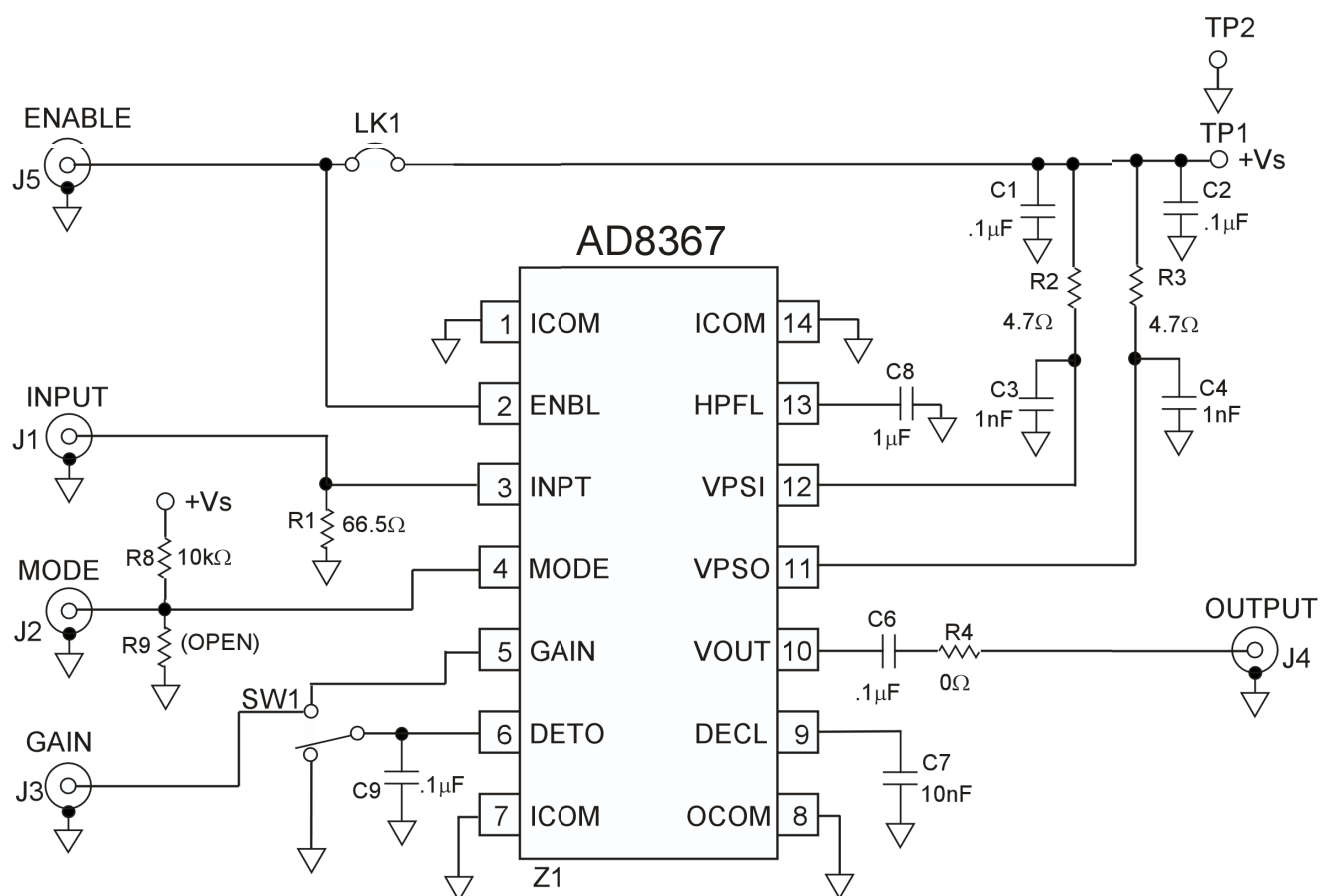 TP2
ENABLE
LK1
TP1
+Vs
J5
C1
.1μF
C2
.1μF
AD8367
R2
4.7Ω
R3
4.7Ω
1 ICOM
ICOM 14
C8
1μF
C3
1nF
C4
1nF
INPUT
J1
2 ENBL
HPFL 13
3 INPT
VPSI 12
R1 66.5Ω
+Vs
R8 10kΩ
MODE
J2
4 MODE
VPSO 11
R9 (OPEN)
5 GAIN
VOUT 10
C6
.1μF
R4
0Ω
OUTPUT
J4
SW1
GAIN
J3
6 DETO
DECL 9
C9 .1μF
C7
10nF
7 ICOM
OCOM 8
Z1